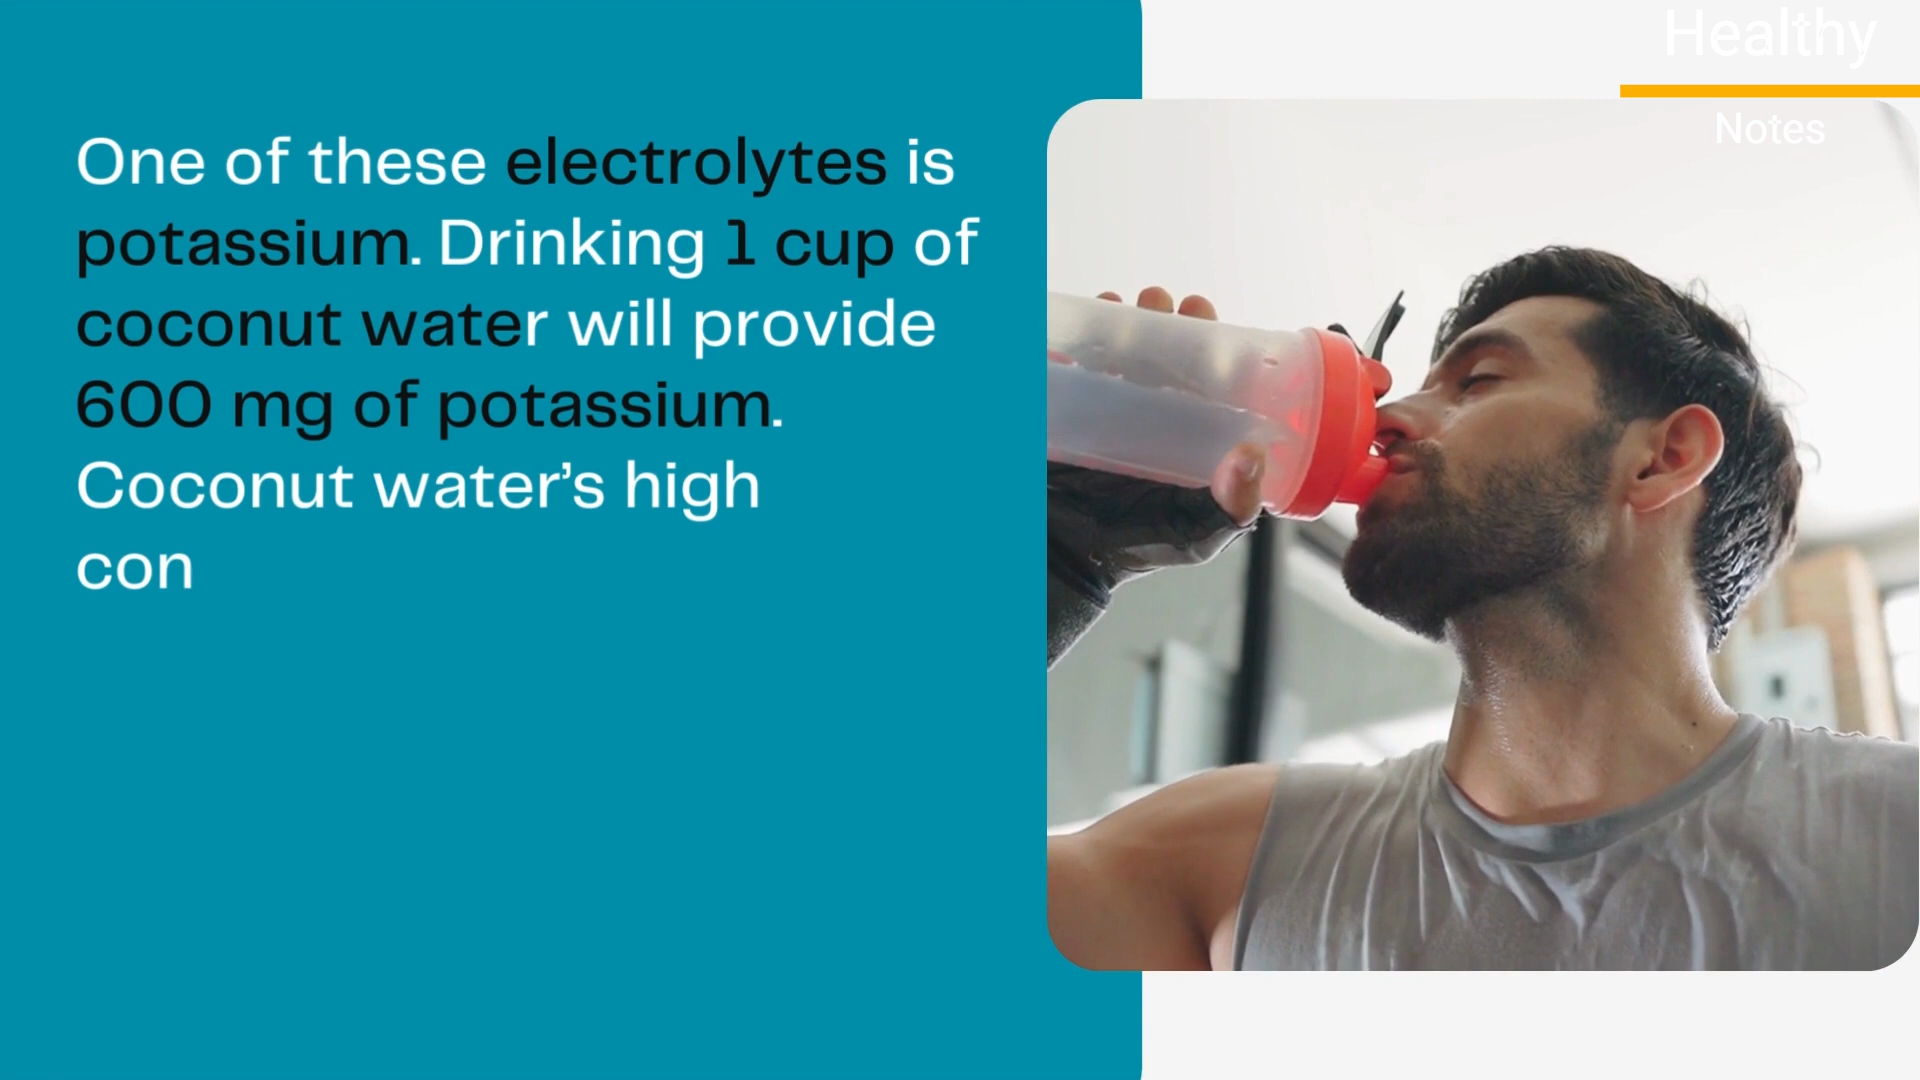 Healthy
Notes
One of these electrolytes is
potassium. Drinking 1 cup of
coconut water will provide
600 mg of potassium.
Coconut water’s high
con